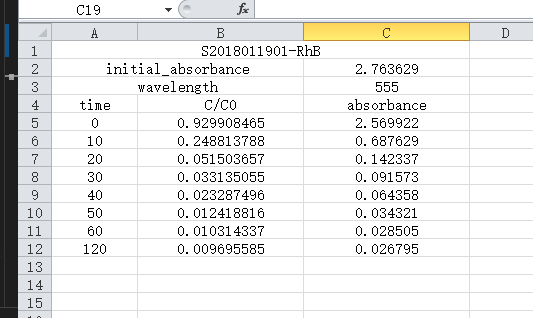 C19 fx
A B C D
1 S2018011901-RhB
2 initial_absorbance 2.763629
3 wavelength 555
4 time C/C0 absorbance
5 0 0.929908465 2.569922
6 10 0.248813788 0.687629
7 20 0.051503657 0.142337
8 30 0.033135055 0.091573
9 40 0.023287496 0.064358
10 50 0.012418816 0.034321
11 60 0.010314337 0.028505
12 120 0.009695585 0.026795
13
14
15